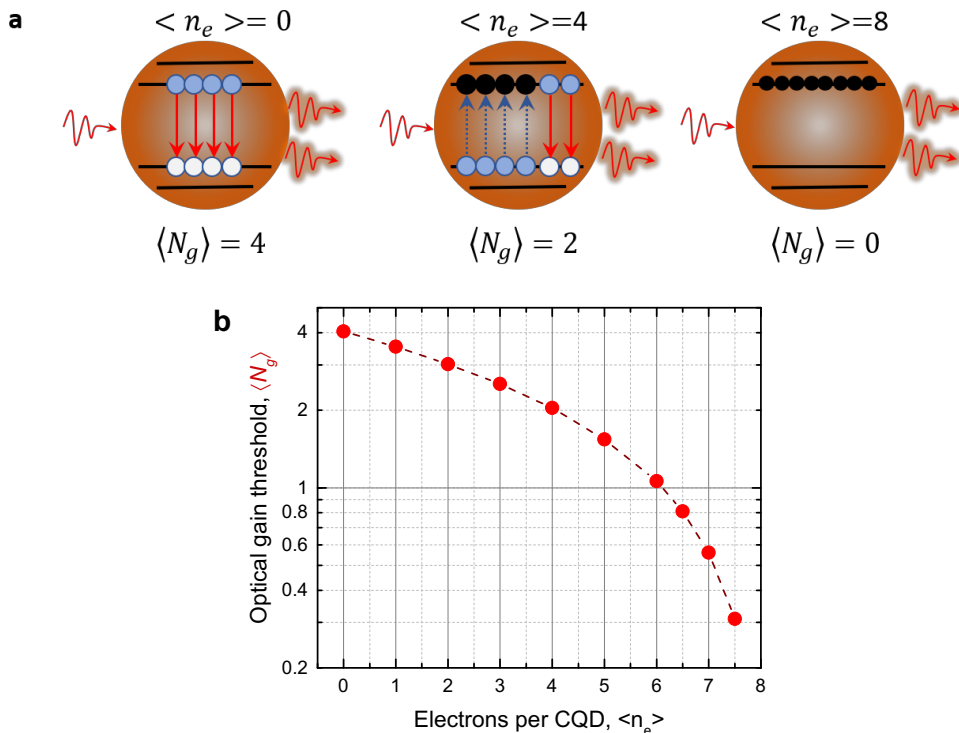 a
< n_e >= 0
< n_e >=4
< n_e >=8
⟨N_g⟩ = 4
⟨N_g⟩ = 2
⟨N_g⟩ = 0
b
Optical gain threshold, ⟨N_g⟩
4
2
1
0.8
0.6
0.4
0.2
0 1 2 3 4 5 6 7 8
Electrons per CQD, <n_e>